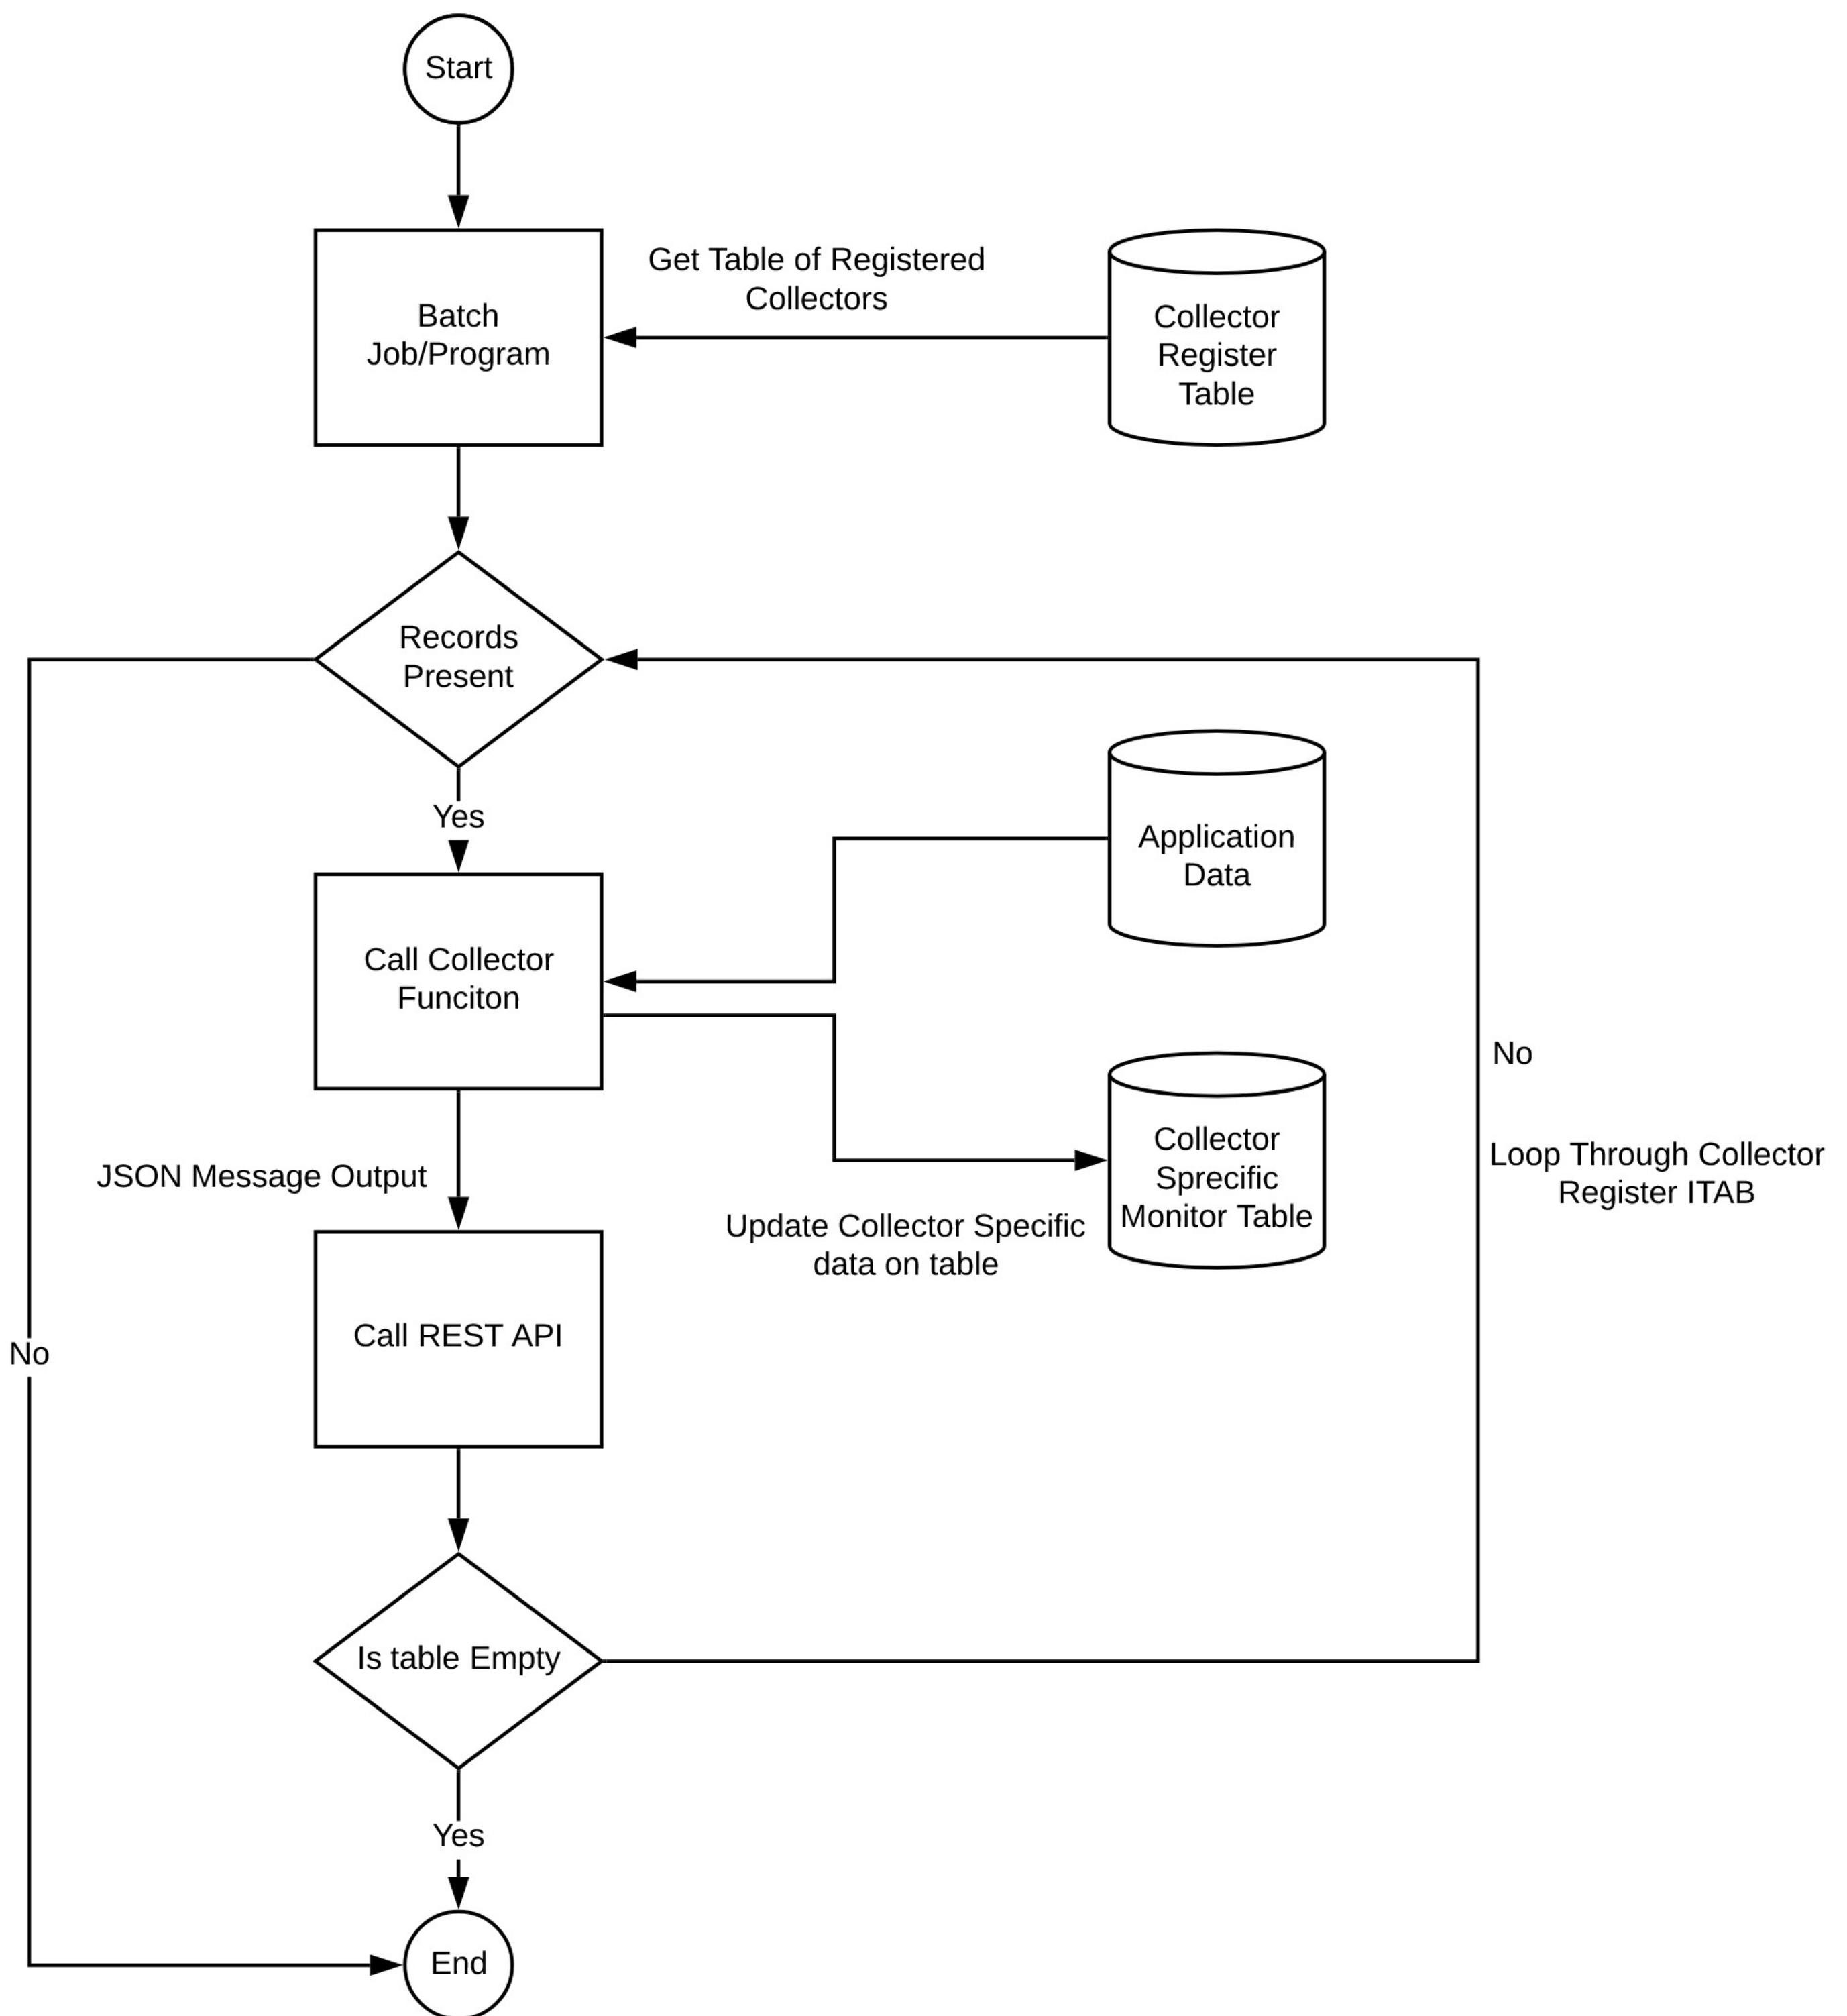 Start
Batch
Job/Program
Get Table of Registered
Collectors
Collector
Register
Table
Records
Present
Yes
Application
Data
Call Collector
Funciton
No
Collector
Sprecific
Monitor Table
Loop Through Collector
Register ITAB
JSON Message Output
Update Collector Specific
data on table
Call REST API
No
Is table Empty
Yes
End